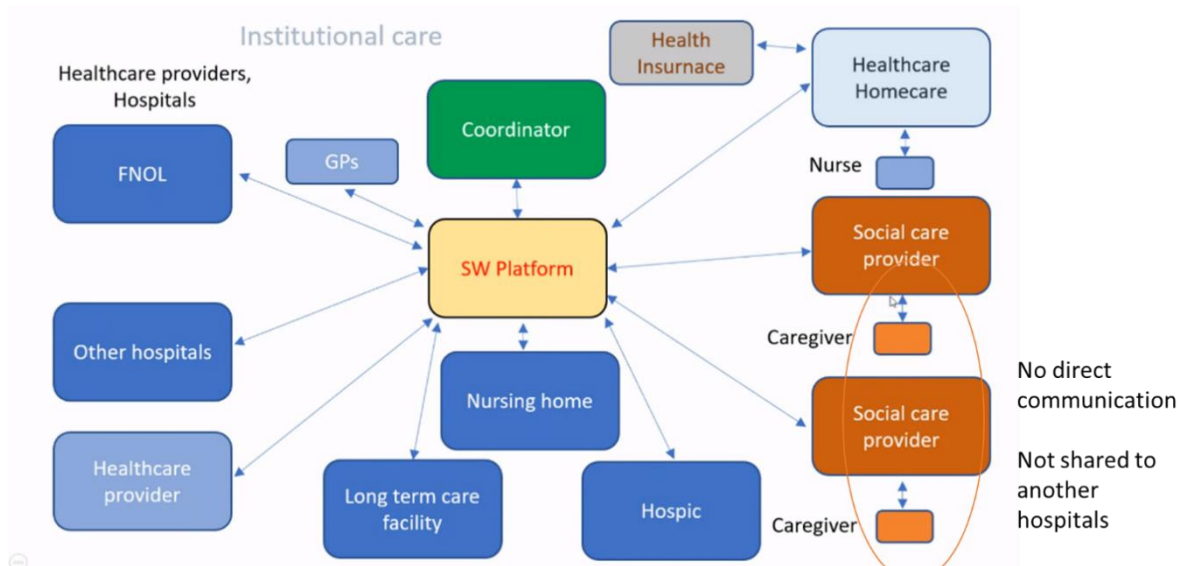 Institutional care
Healthcare providers,
Hospitals
FNOL
GPs
Coordinator
Health
Insurnace
Healthcare
Homecare
Nurse
SW Platform
Social care
provider
Caregiver
Other hospitals
Nursing home
Social care
provider
No direct
communication
Not shared to
another
hospitals
Healthcare
provider
Long term care
facility
Hospic
Caregiver